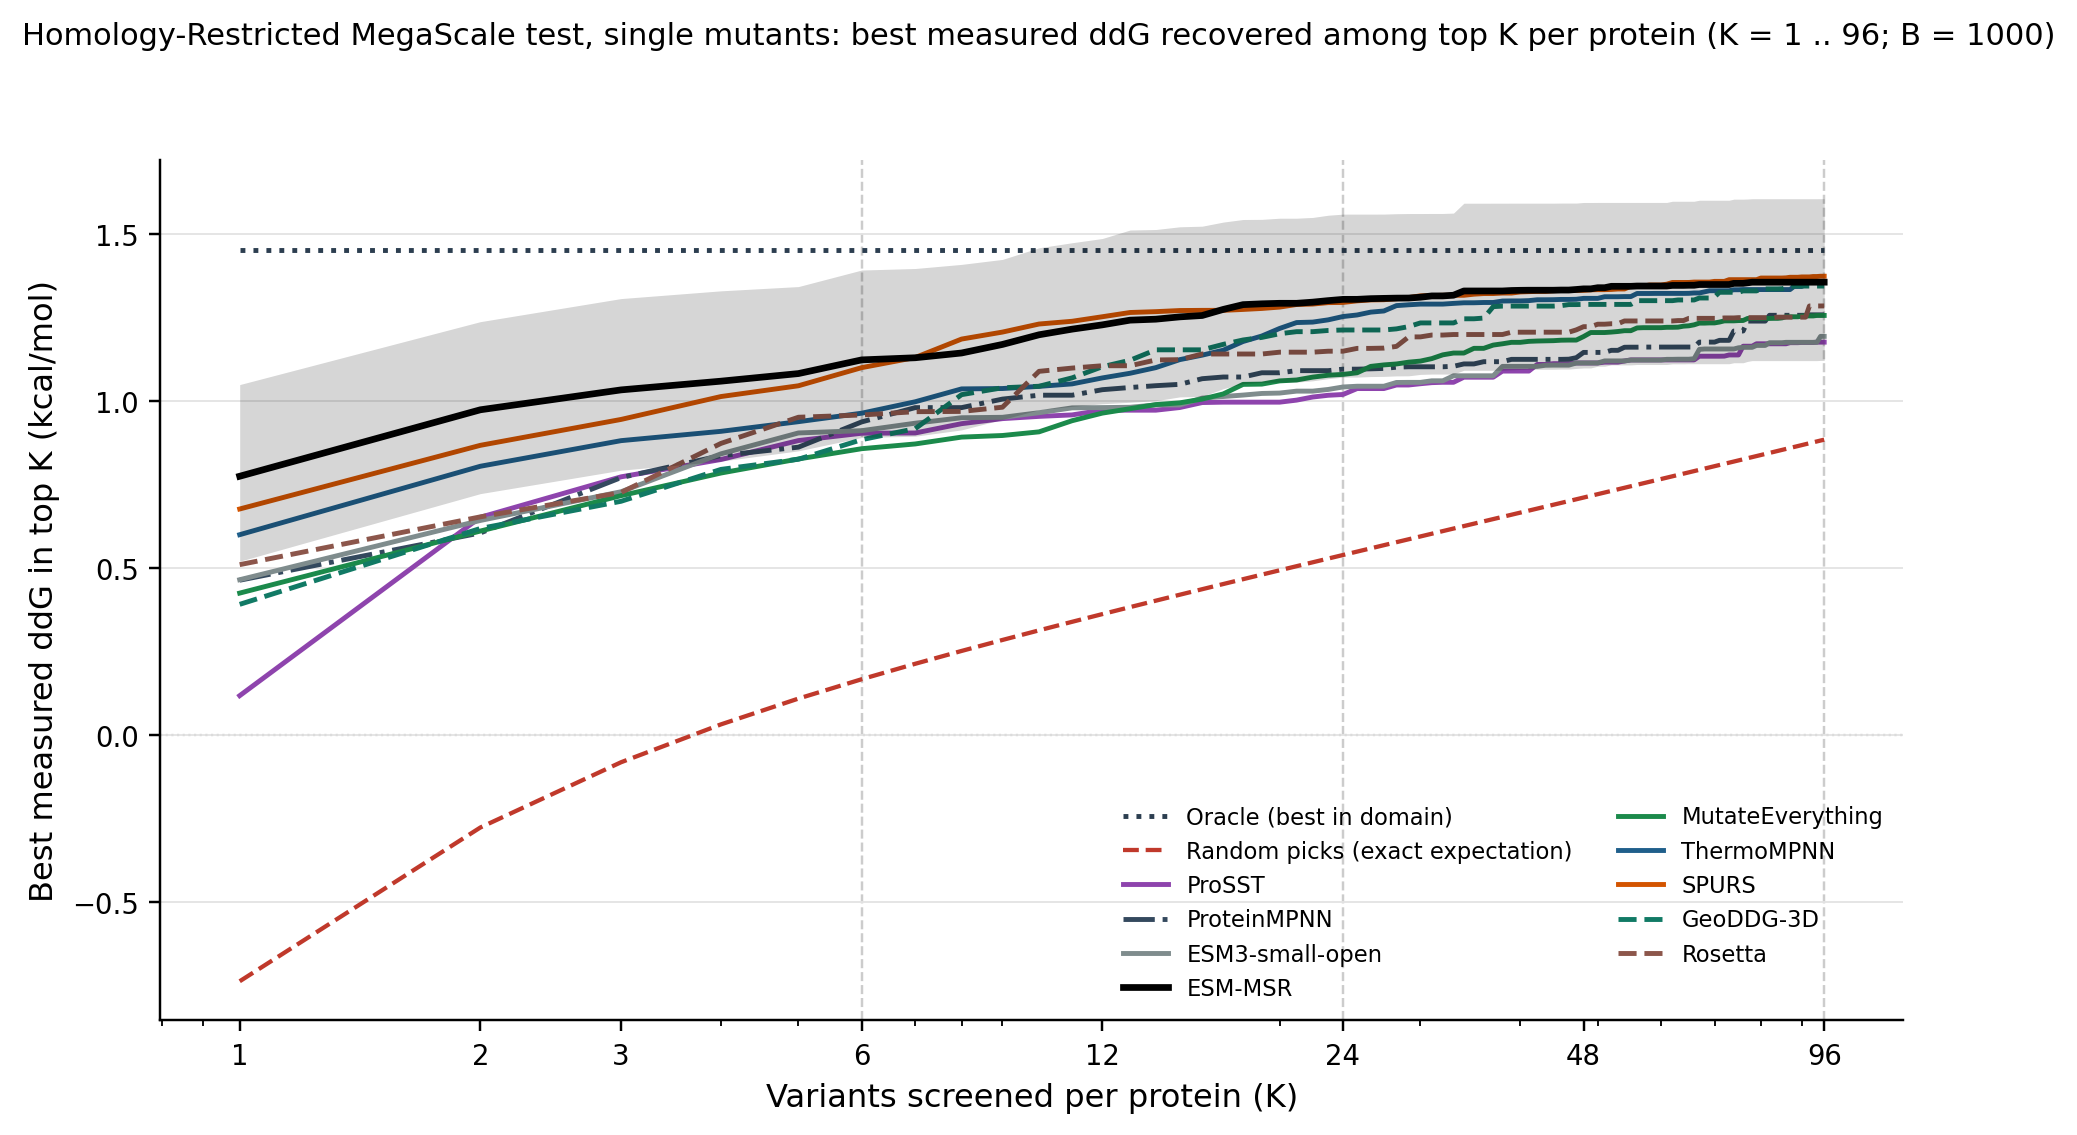 Homology-Restricted MegaScale test, single mutants: best measured ddG recovered among top K per protein (K = 1 .. 96; B = 1000)
Best measured ddG in top K (kcal/mol)
1.5
1.0
0.5
0.0
−0.5
Oracle (best in domain)
Random picks (exact expectation)
ProSST
ProteinMPNN
ESM3-small-open
ESM-MSR
MutateEverything
ThermoMPNN
SPURS
GeoDDG-3D
Rosetta
1 2 3 6 12 24 48 96
Variants screened per protein (K)